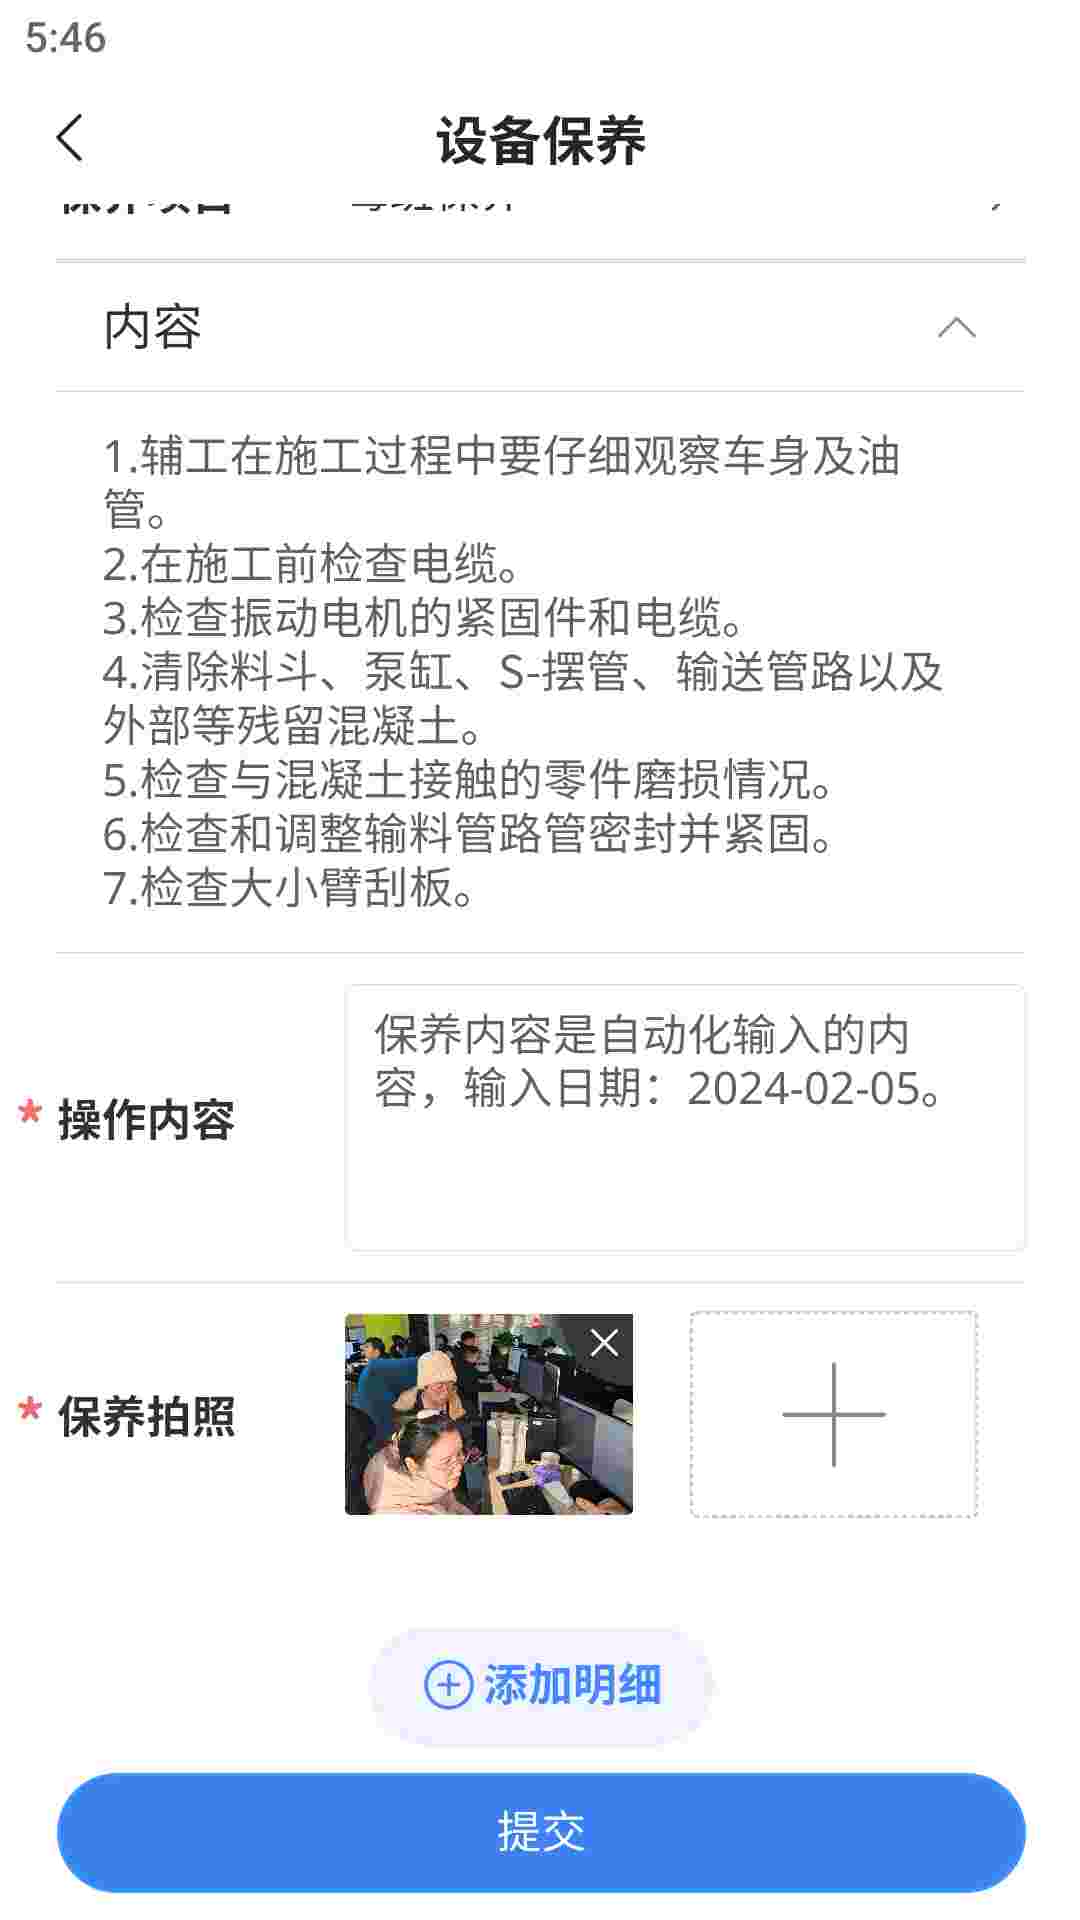 5:46
设备保养
内容
1.辅工在施工过程中要仔细观察车身及油
管。
2.在施工前检查电缆。
3.检查振动电机的紧固件和电缆。
4.清除料斗、泵缸、S-摆管、输送管路以及
外部等残留混凝土。
5.检查与混凝土接触的零件磨损情况。
6.检查和调整输料管路管密封并紧固。
7.检查大小臂刮板。
* 操作内容
保养内容是自动化输入的内
容，输入日期：2024-02-05。
* 保养拍照
添加明细
提交